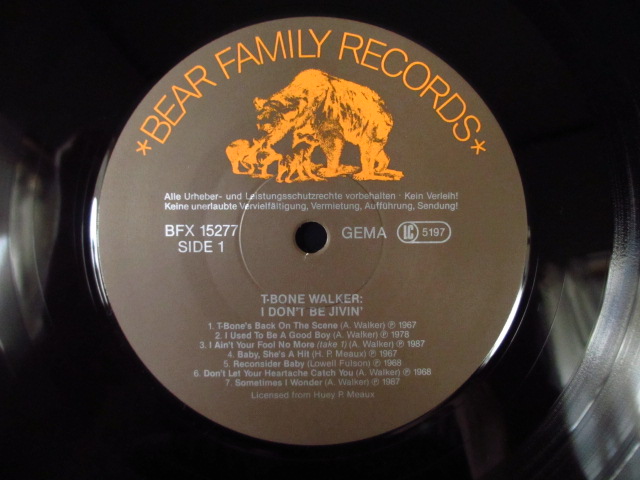 *BEAR FAMILY RECORDS*
Alle Urheber- und Leistungsschutzrechte vorbehalten · Kein Verleih!
Keine unerlaubte Vervielfältigung, Vermietung, Aufführung, Sendung!
BFX 15277 GEMA LC 5197
SIDE 1
T-BONE WALKER:
I DON'T BE JIVIN'
1. T-Bone's Back On The Scene (A. Walker) ℗ 1967
2. I Used To Be A Good Boy (A. Walker) ℗ 1978
3. I Ain't Your Fool No More (take 1) (A. Walker) ℗ 1987
4. Baby, She's A Hit (H. P. Meaux) ℗ 1967
5. Reconsider Baby (Lowell Fulson) ℗ 1968
6. Don't Let Your Heartache Catch You (A. Walker) ℗ 1968
7. Sometimes I Wonder (A. Walker) ℗ 1987
Licensed from Huey P. Meaux